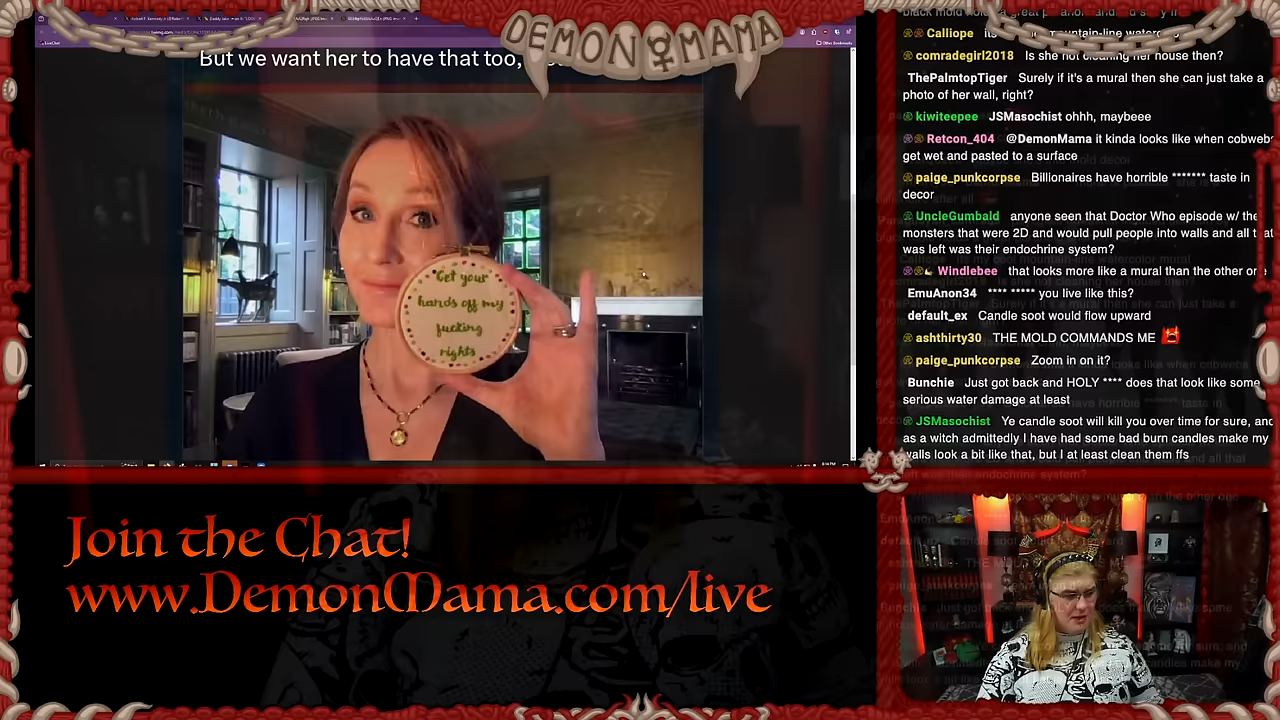 DEMON MAMA
But we want her to have that too,
Get your
hands off my
fucking
rights
Calliope
comradegirl2018 Is she not cleaning her house then?
ThePalmtopTiger Surely if it's a mural then she can just take a
photo of her wall, right?
kiwiteepee JSMasochist ohhh, maybeee
Retcon_404 @DemonMama it kinda looks like when cobwebs
get wet and pasted to a surface
paige_punkcorpse Billionaires have horrible ******* taste in
decor
UncleGumbald anyone seen that Doctor Who episode w/ the
monsters that were 2D and would pull people into walls and all that
was left was their endocrine system?
Windlebee that looks more like a mural than the other one
EmuAnon34 **** ***** you live like this?
default_ex Candle soot would flow upward
ashthirty30 THE MOLD COMMANDS ME
paige_punkcorpse Zoom in on it?
Bunchie Just got back and HOLY **** does that look like some
serious water damage at least
JSMasochist Ye candle soot will kill you over time for sure, and
as a witch admittedly I have had some bad burn candles make my
walls look a bit like that, but I at least clean them ffs
Join the Chat!
www.DemonMama.com/live